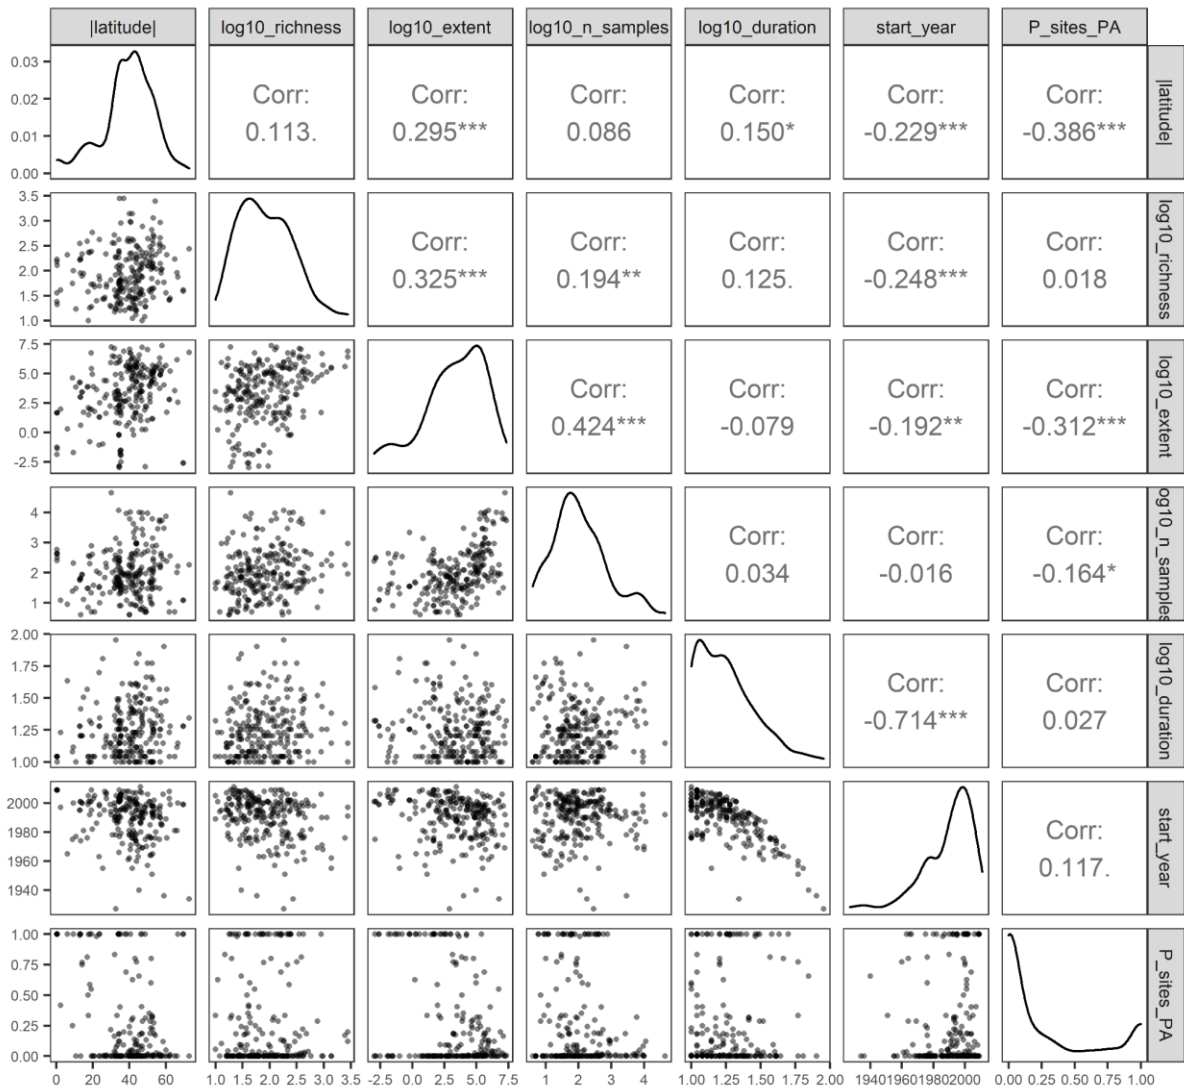 |latitude| log10_richness log10_extent log10_n_samples log10_duration start_year P_sites_PA
0.03
0.02
0.01
0.00
Corr: Corr: Corr: Corr: Corr: Corr:
0.113. 0.295*** 0.086 0.150* -0.229*** -0.386***
|latitude|
3.5
3.0
2.5
2.0
1.5
1.0
Corr: Corr: Corr: Corr: Corr:
0.325*** 0.194** 0.125. -0.248*** 0.018
log10_richness
7.5
5.0
2.5
0.0
-2.5
Corr: Corr: Corr: Corr:
0.424*** -0.079 -0.192** -0.312***
log10_extent
4
3
2
1
Corr: Corr: Corr:
0.034 -0.016 -0.164*
og10_n_samples
2.00
1.75
1.50
1.25
1.00
Corr: Corr:
-0.714*** 0.027
log10_duration
2000
1980
1960
1940
Corr:
0.117.
start_year
1.00
0.75
0.50
0.25
0.00
P_sites_PA
0 20 40 60 1.0 1.5 2.0 2.5 3.0 3.5 -2.5 0.0 2.5 5.0 7.5 1 2 3 4 1.00 1.25 1.50 1.75 2.00 1940 1960 1980 2000 0.00 0.25 0.50 0.75 1.00